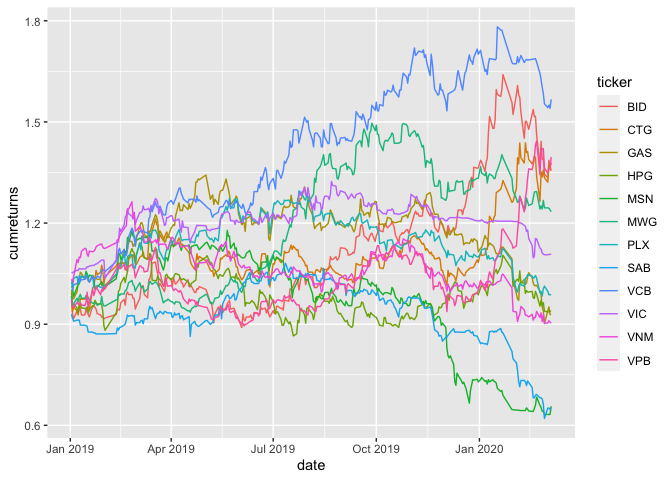 cumreturns
1.8
1.5
1.2
0.9
0.6
Jan 2019
Apr 2019
Jul 2019
Oct 2019
Jan 2020
date
ticker
BID
CTG
GAS
HPG
MSN
MWG
PLX
SAB
VCB
VIC
VNM
VPB